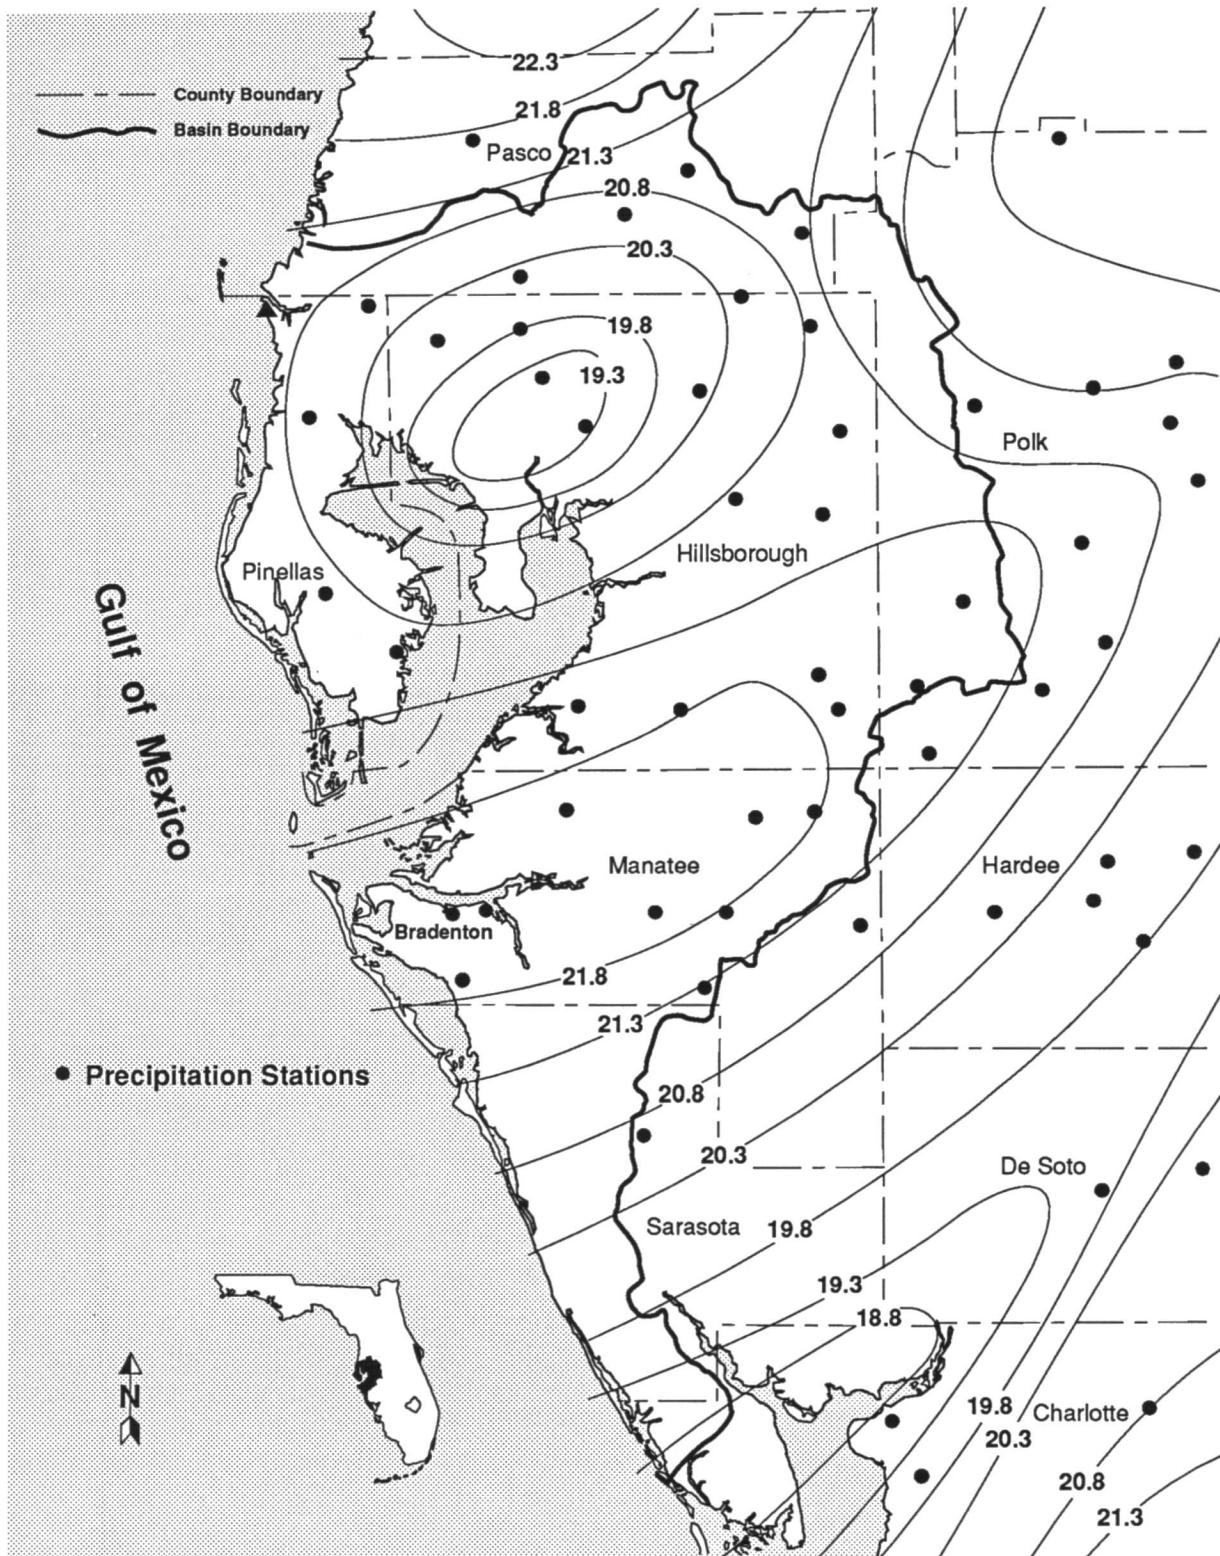 22.3
County Boundary
21.8
Basin Boundary
Pasco
21.3
20.8
20.3
19.8
19.3
Polk
Hillsborough
Pinellas
Gulf of Mexico
Manatee
Hardee
Bradenton
21.8
21.3
Precipitation Stations
20.8
20.3
De Soto
Sarasota
19.8
19.3
18.8
N
19.8
Charlotte
20.3
20.8
21.3